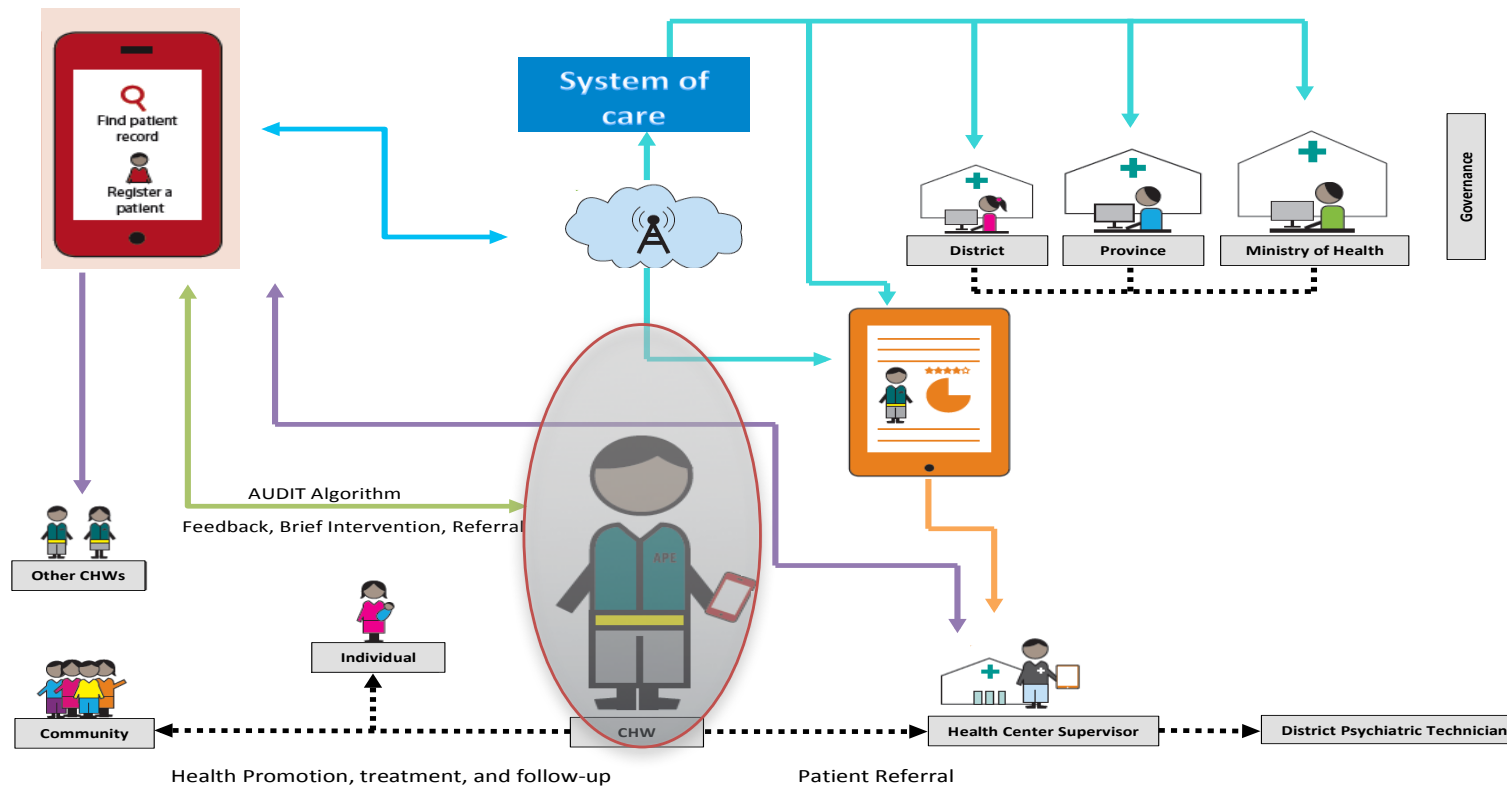 System of
care
Find patient
record
Register a
patient
Governance
District
Province
Ministry of Health
AUDIT Algorithm
Feedback, Brief Intervention, Referral
APE
Other CHWs
Individual
Community
CHW
Health Center Supervisor
District Psychiatric Technician
Health Promotion, treatment, and follow-up
Patient Referral